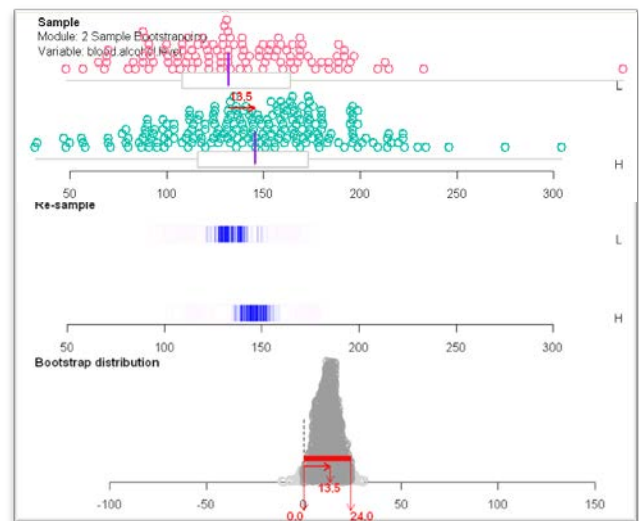 Sample
Module: 2 Sample Bootstrapping
Variable: blood.alcohol.level
L
13.5
H
50 100 150 200 250 300
Re-sample
L
H
50 100 150 200 250 300
Bootstrap distribution
-100 -50 0 50 100 150
13.5
0.0 24.0